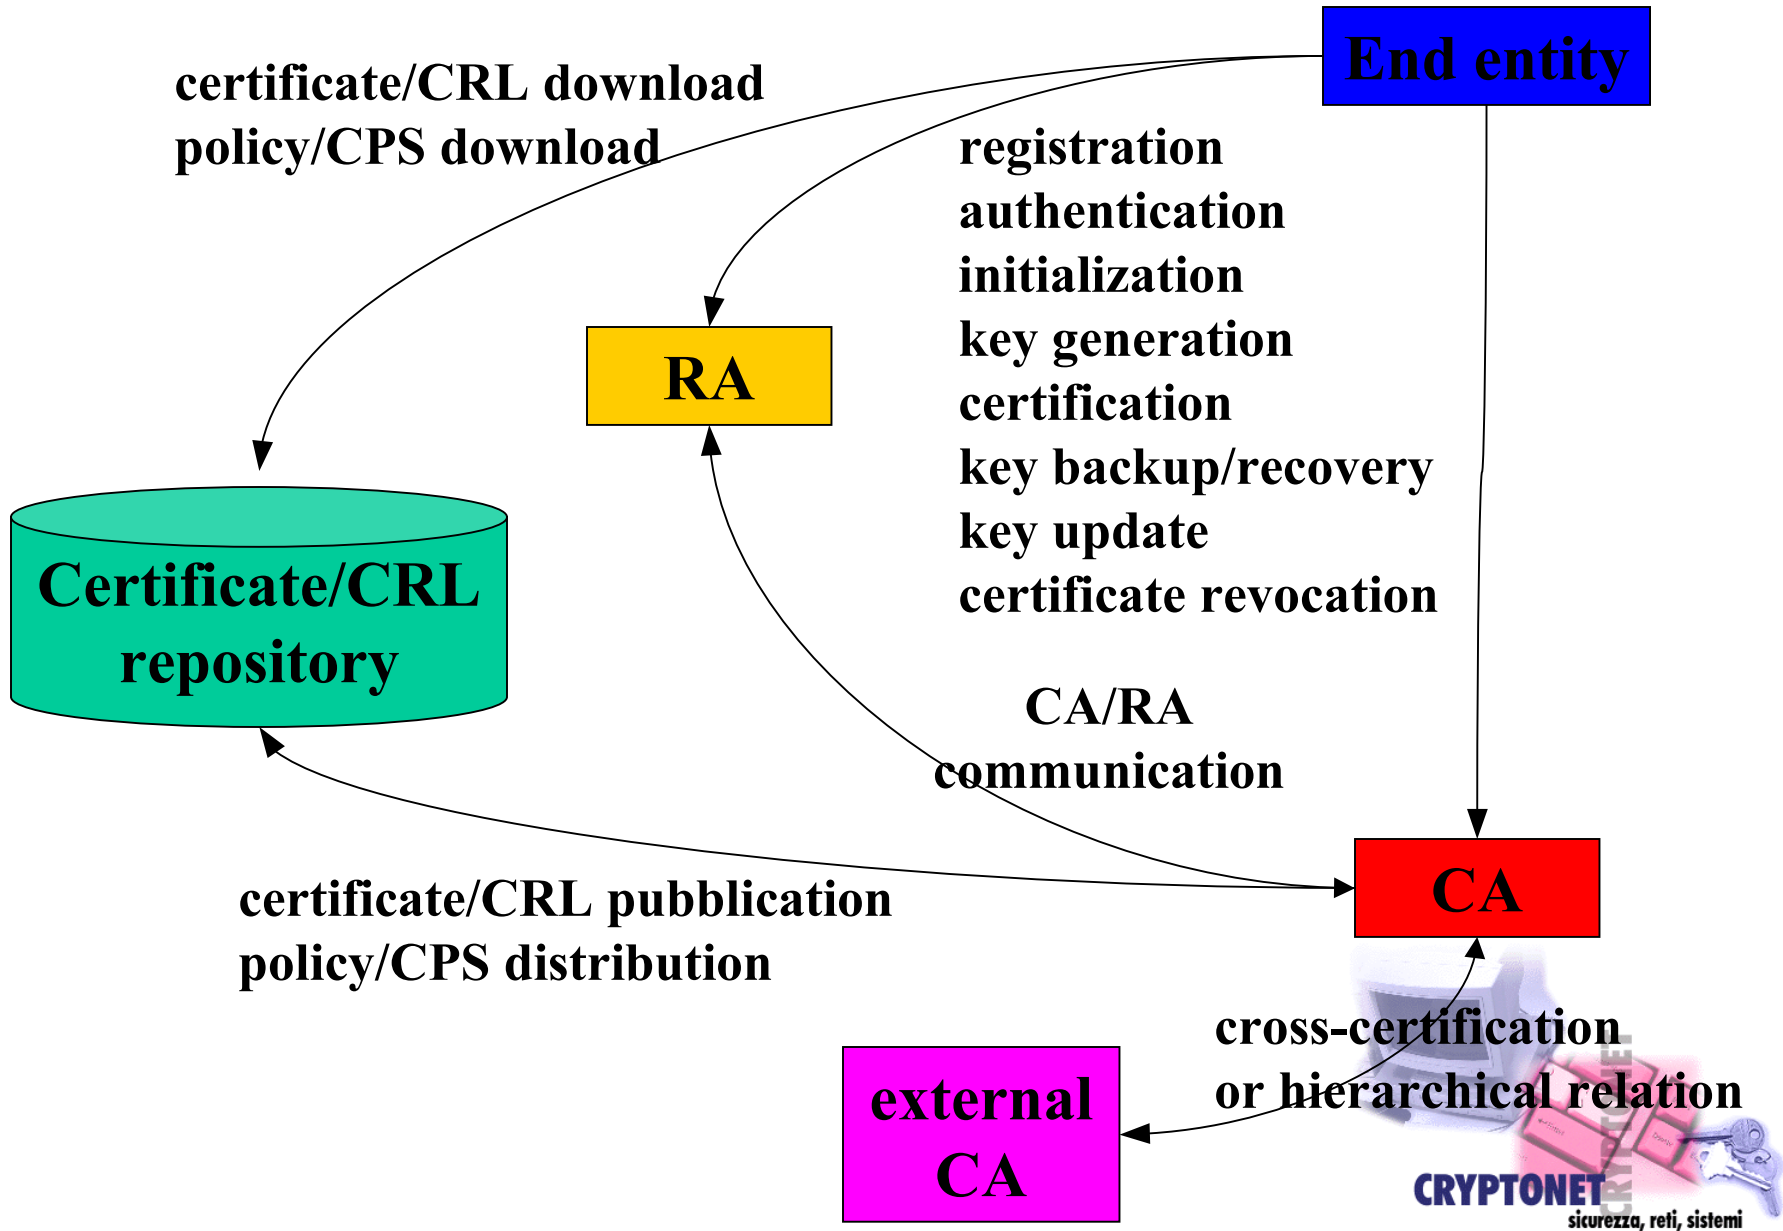 End entity
certificate/CRL download
policy/CPS download
registration
authentication
initialization
key generation
certification
key backup/recovery
key update
certificate revocation
RA
Certificate/CRL
repository
CA/RA
communication
CA
certificate/CRL pubblication
policy/CPS distribution
cross-certification
or hierarchical relation
external
CA
CRYPTONET
CRYPTONET
sicurezza, reti, sistemi